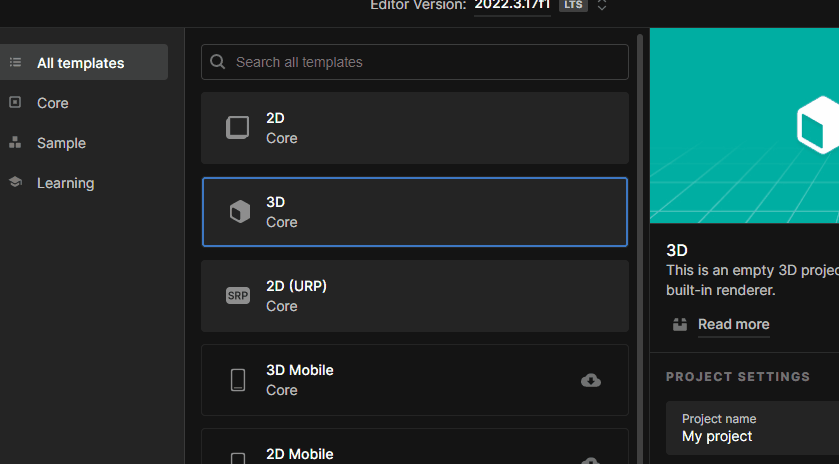 Editor Version: 2022.3.17f1 LTS
All templates
Core
Sample
Learning
Search all templates
2D
Core
3D
Core
SRP
2D (URP)
Core
3D Mobile
Core
2D Mobile
3D
This is an empty 3D projec
built-in renderer.
Read more
PROJECT SETTINGS
Project name
My project